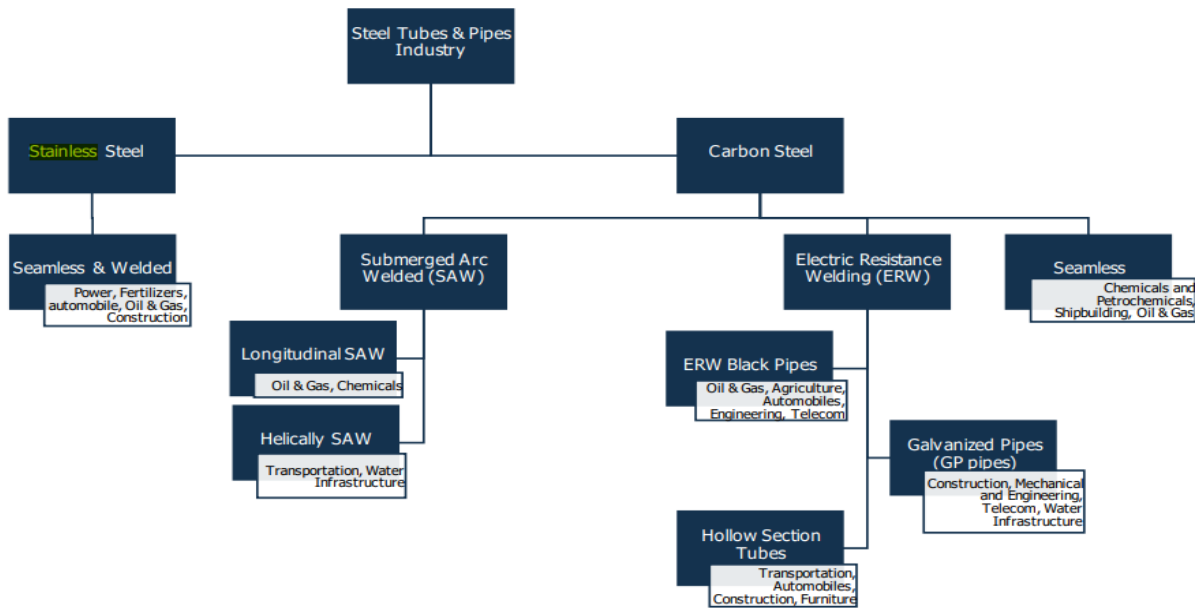 Steel Tubes & Pipes
Industry
Stainless Steel
Carbon Steel
Seamless & Welded
Power, Fertilizers,
automobile, Oil & Gas,
Construction
Submerged Arc
Welded (SAW)
Longitudinal SAW
Oil & Gas, Chemicals
Helically SAW
Transportation, Water
Infrastructure
Electric Resistance
Welding (ERW)
ERW Black Pipes
Oil & Gas, Agriculture,
Automobiles,
Engineering, Telecom
Galvanized Pipes
(GP pipes)
Construction, Mechanical
and Engineering,
Telecom, Water
Infrastructure
Hollow Section
Tubes
Transportation,
Automobiles,
Construction, Furniture
Seamless
Chemicals and
Petrochemicals,
Shipbuilding, Oil & Gas